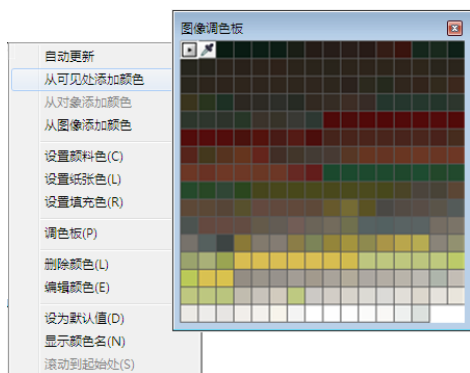 图像调色板
自动更新
从可见处添加颜色
从对象添加颜色
从图像添加颜色
设置颜料色(C)
设置纸张色(L)
设置填充色(R)
调色板(P)
删除颜色(L)
编辑颜色(E)
设为默认值(D)
显示颜色名(N)
滚动到起始处(S)